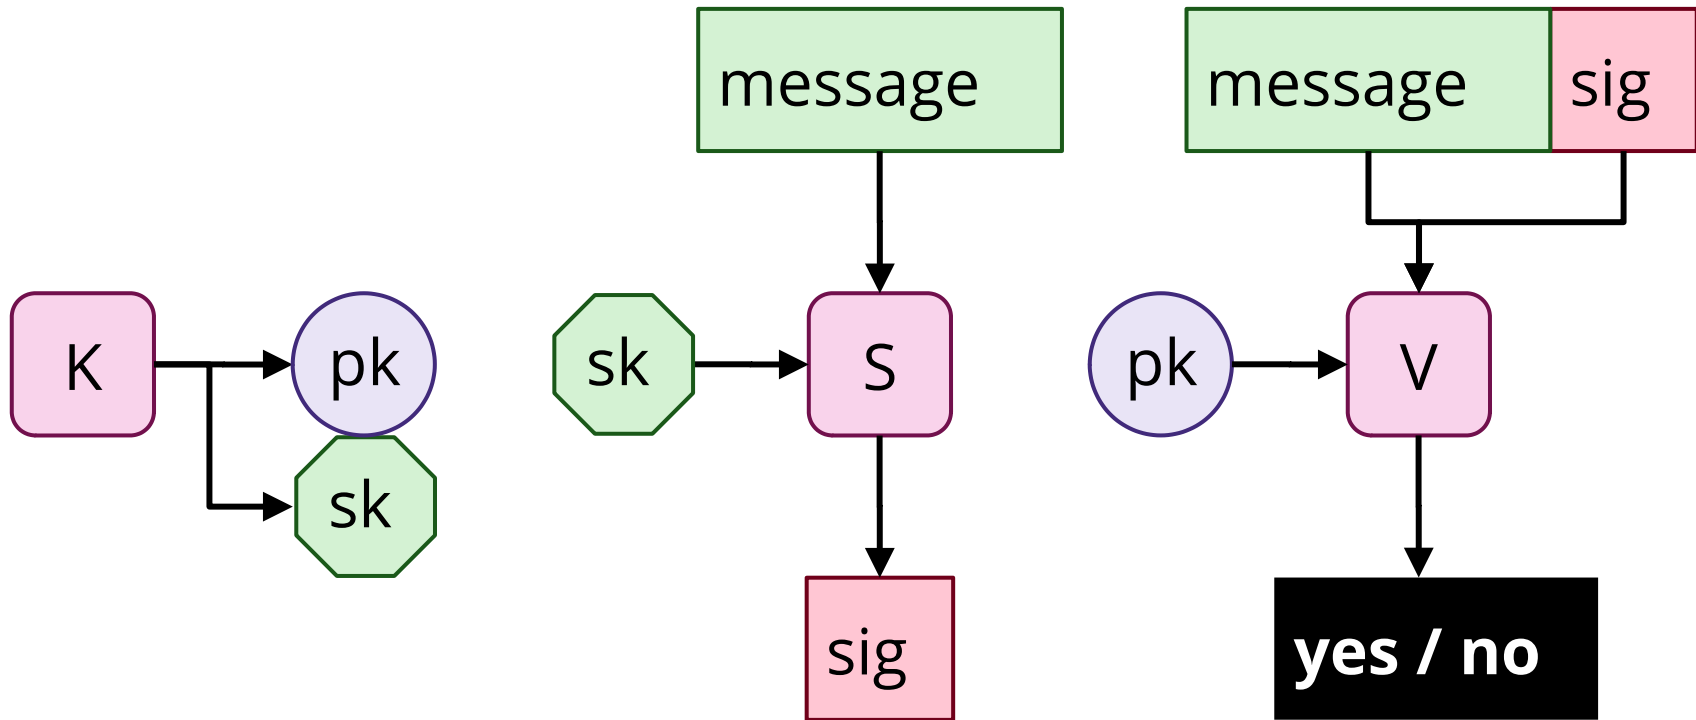 message
message
sig
K
pk
sk
S
pk
V
sk
sig
yes / no